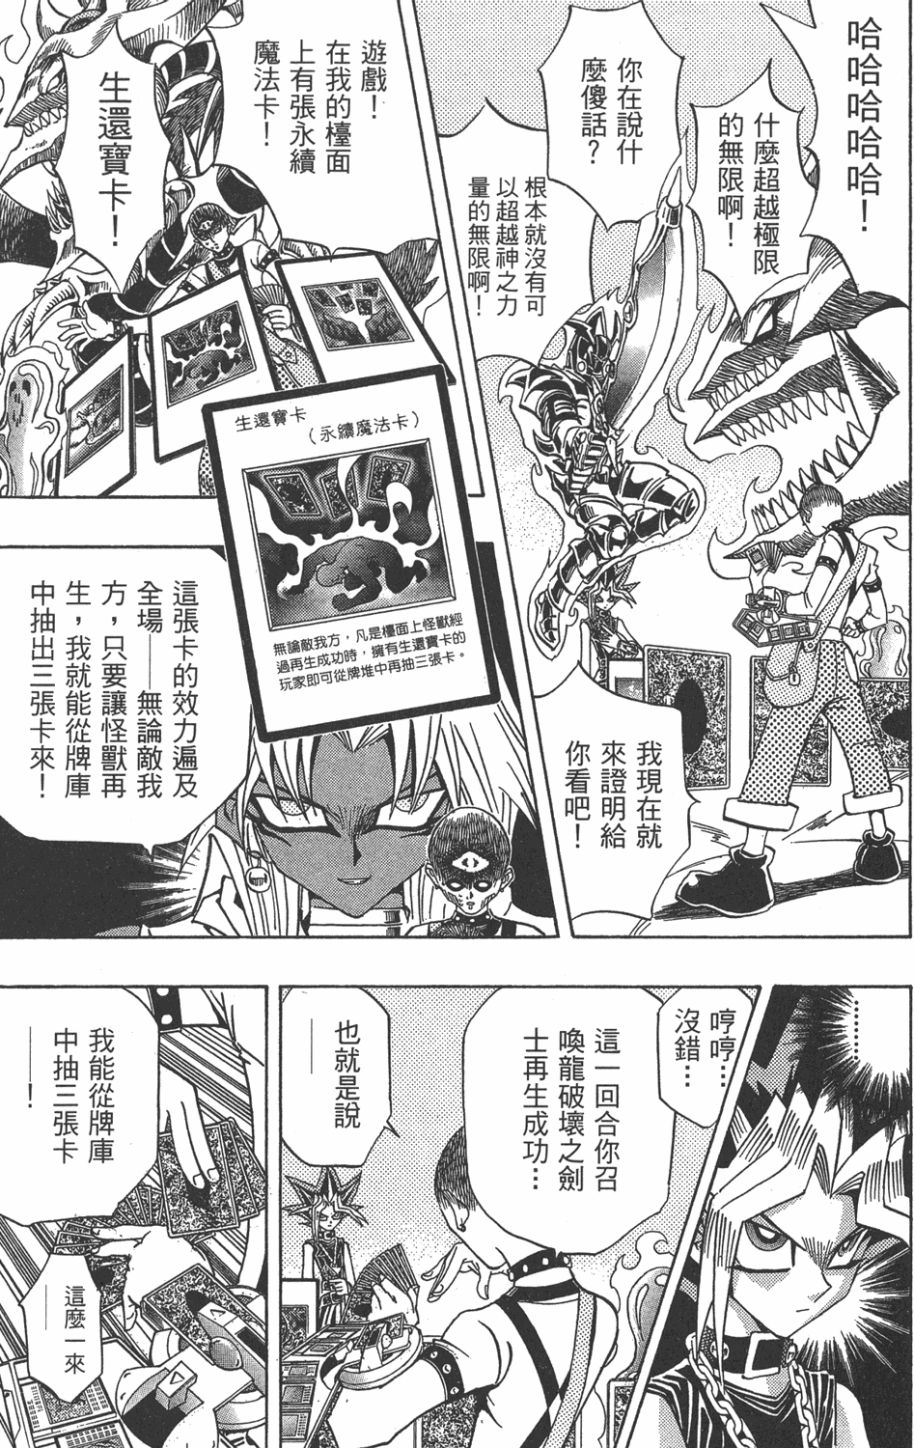 哈哈哈哈哈！
什麼超越極限
的無限啊！
你在說什
麼傻話？
根本就沒有可
以超越神之力
量的無限啊！
我現在就
來證明給
你看吧！
遊戲！
在我的檯面
上有張永續
魔法卡！
生還寶卡！
生還寶卡
（永續魔法卡）
無論敵我方，凡是檯面上怪獸經
過再生成功時，擁有生還寶卡的
玩家即可從牌堆中再抽三張卡。
這張卡的效力遍及
全場——無論敵我
方，只要讓怪獸再
生，我就能從牌庫
中抽出三張卡來！
………
哼哼…
沒錯…
這一回合你召
喚龍破壞之劍
士再生成功…
也就是說
——
我能從牌庫
中抽三張卡
——！
——這麼一來